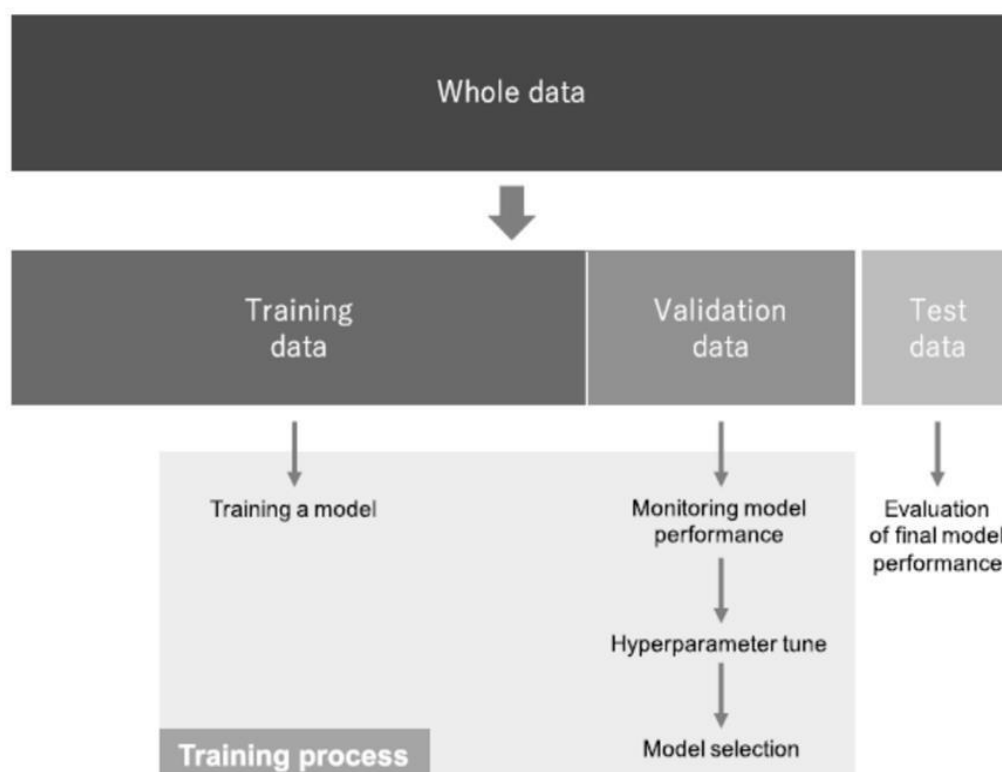 Whole data
Training
data
Validation
data
Test
data
Training a model
Monitoring model
performance
Evaluation
of final model
performance
Hyperparameter tune
Model selection
Training process